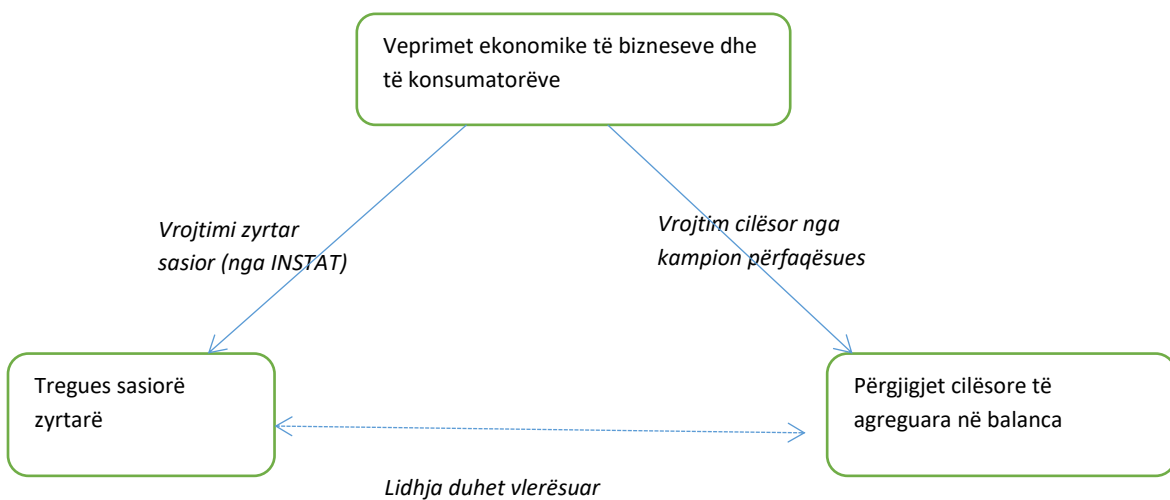 Veprimet ekonomike të bizneseve dhe
të konsumatorëve
Vrojtimi zyrtar
sasior (nga INSTAT)
Vrojtim cilësor nga
kampion përfaqësues
Tregues sasiorë
zyrtarë
Përgjigjet cilësore të
agreguara në balanca
Lidhja duhet vlerësuar